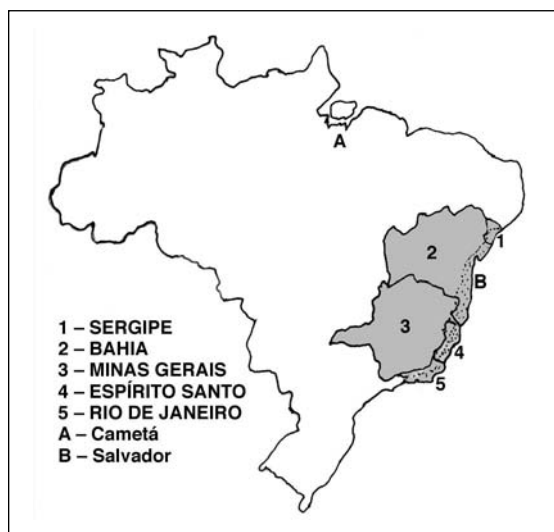 A
1
2
B
3
4
5
1 – SERGIPE
2 – BAHIA
3 – MINAS GERAIS
4 – ESPÍRITO SANTO
5 – RIO DE JANEIRO
A – Cametá
B – Salvador